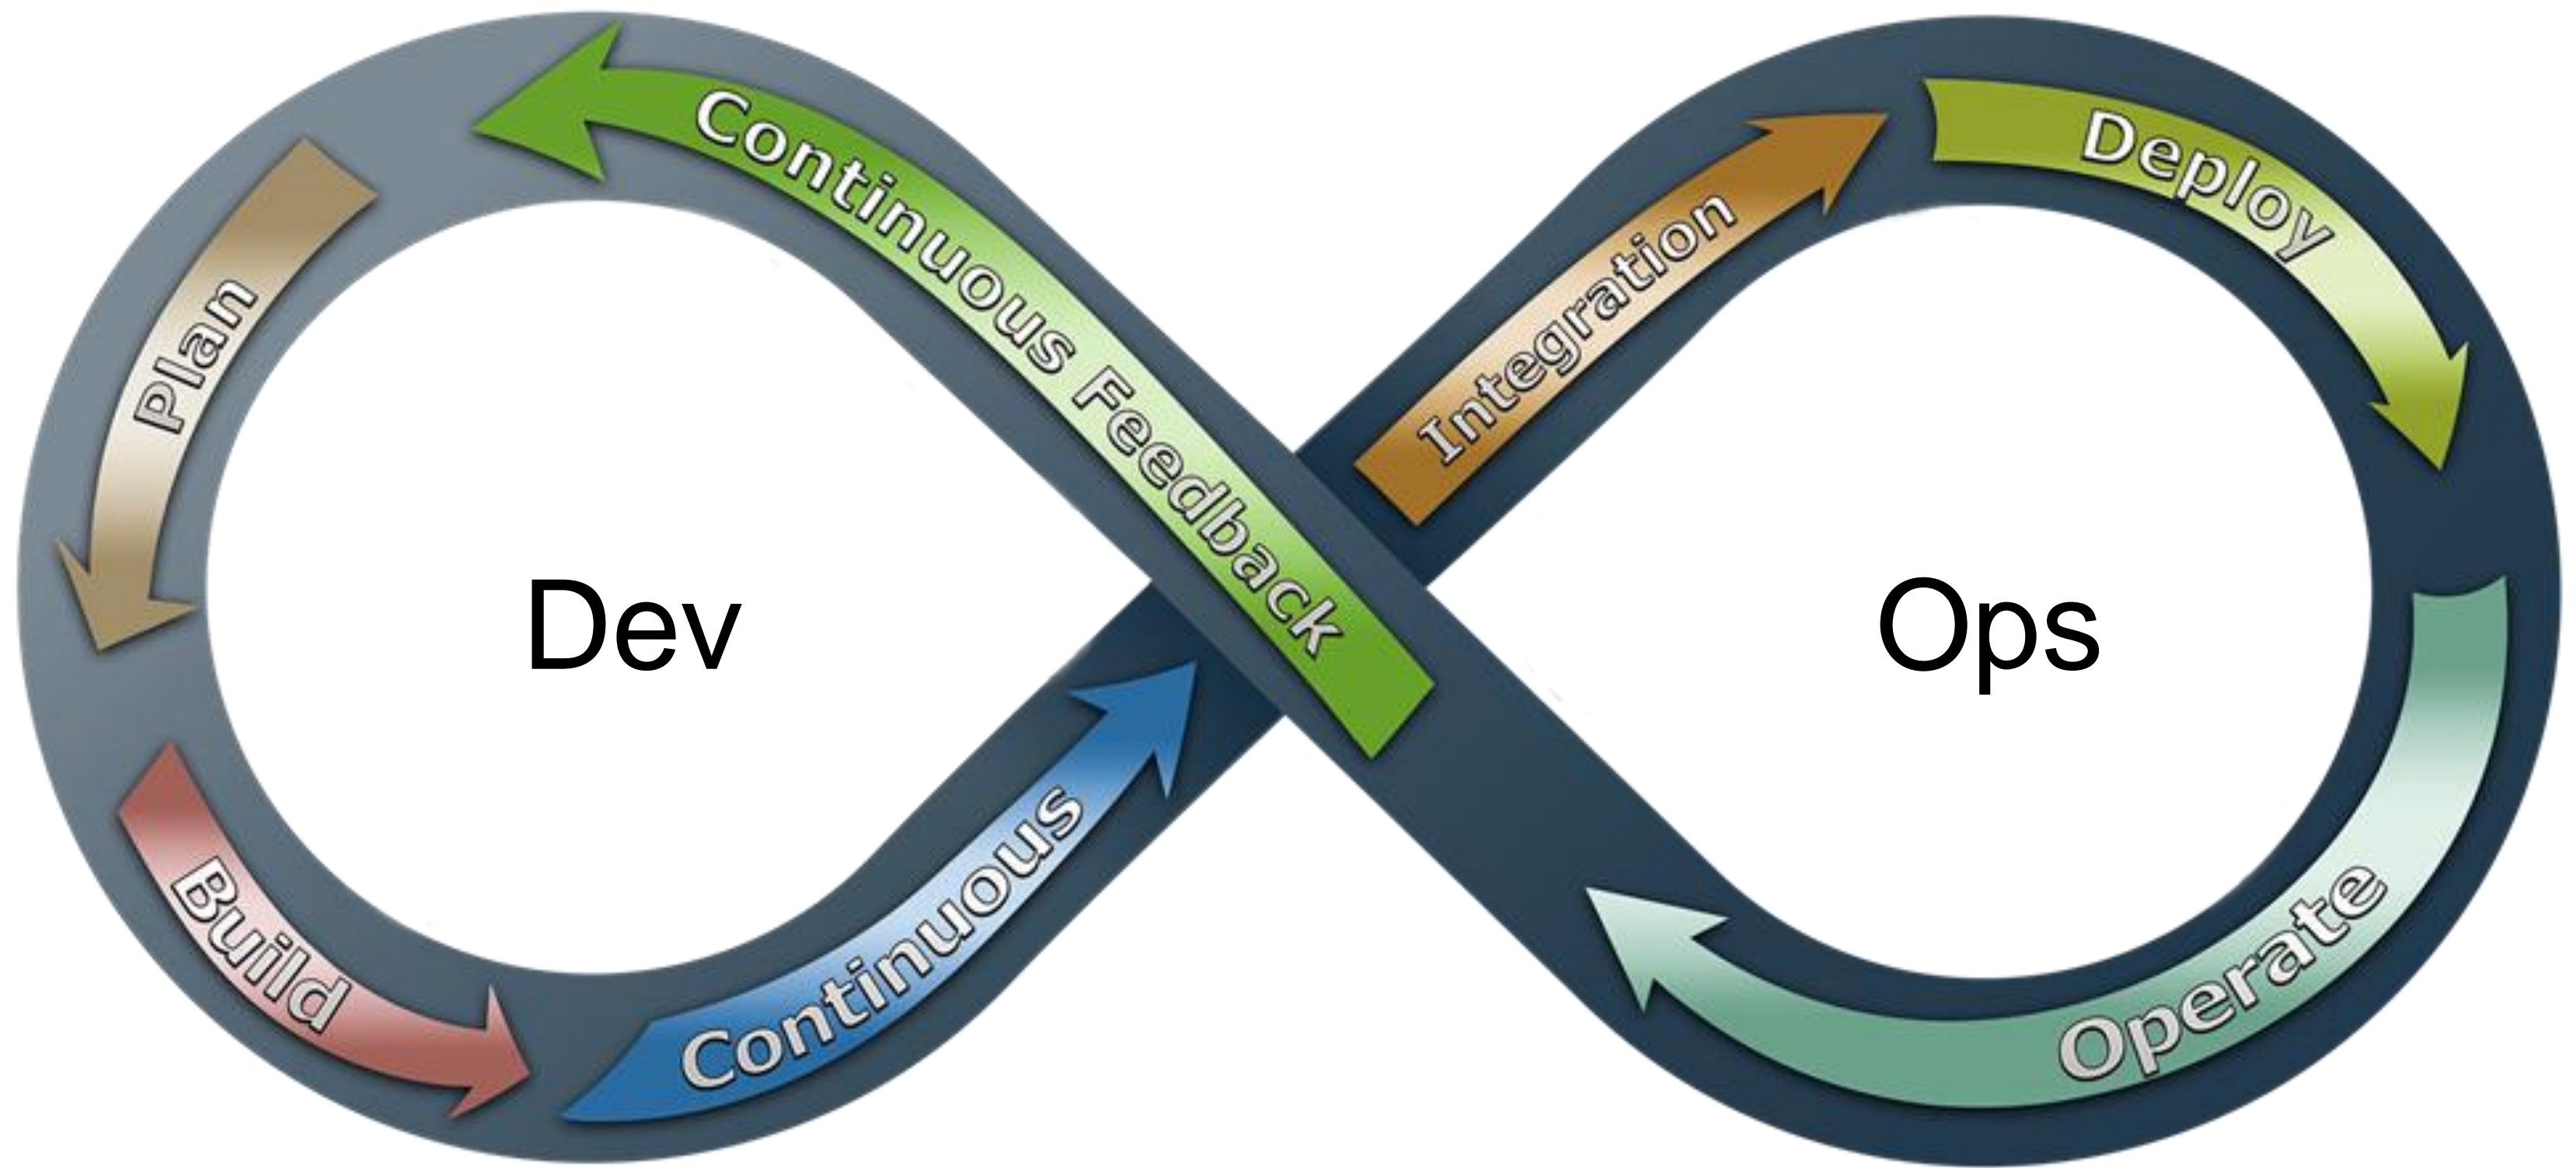 Continuous Feedback
Plan
Build
Continuous
Integration
Deploy
Operate
Dev
Ops